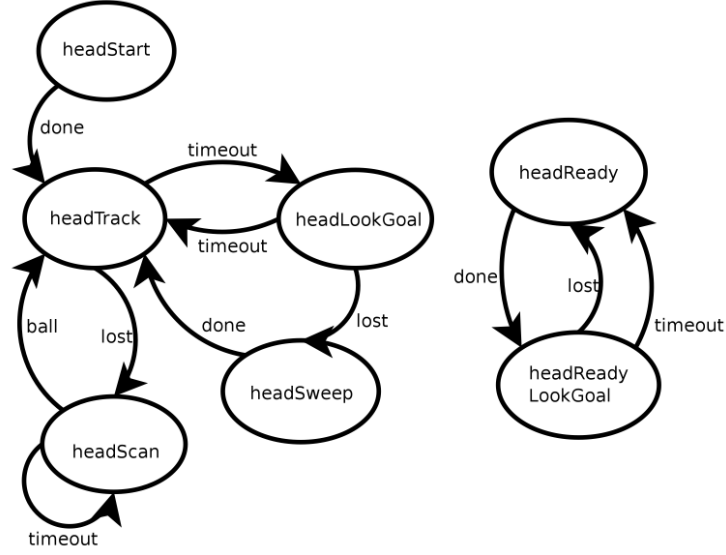 headStart
done
timeout
headTrack
headLookGoal
timeout
ball
lost
done
lost
headSweep
headScan
timeout
headReady
done
lost
timeout
headReady
LookGoal